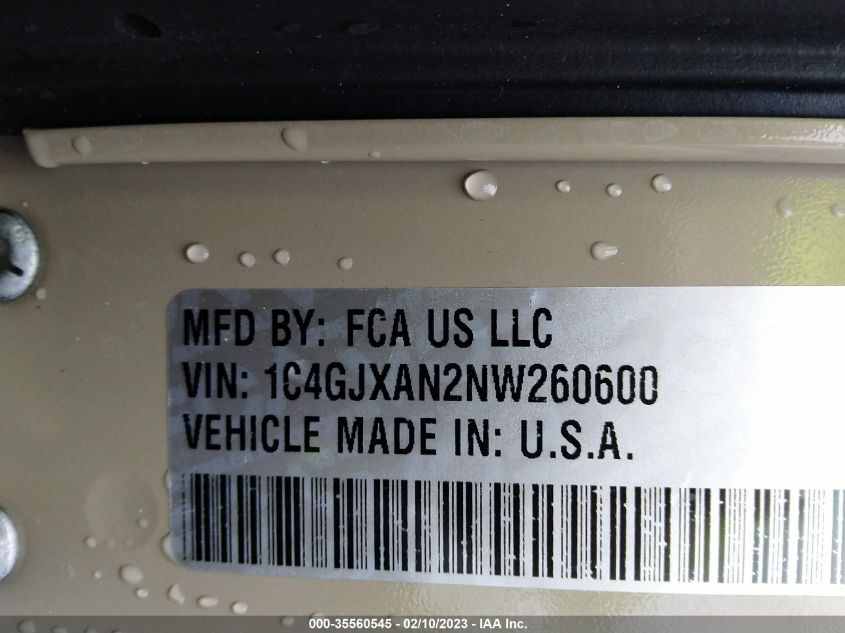 MFD BY: FCA US LLC
VIN: 1C4GJXAN2NW260600
VEHICLE MADE IN: U.S.A.
000-35560545 - 02/10/2023 - IAA Inc.